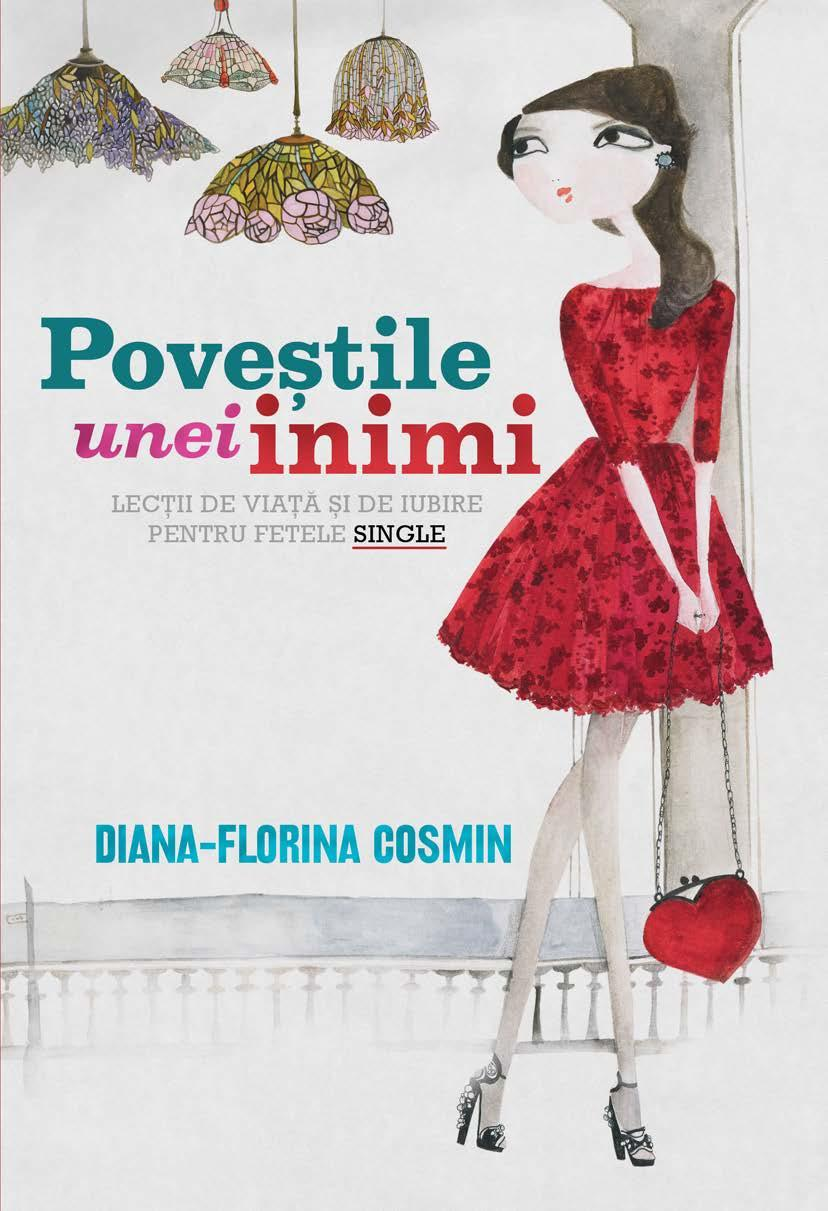 Poveștile
unei inimi
LECȚII DE VIAȚĂ ȘI DE IUBIRE
PENTRU FETELE SINGLE
DIANA-FLORINA COSMIN